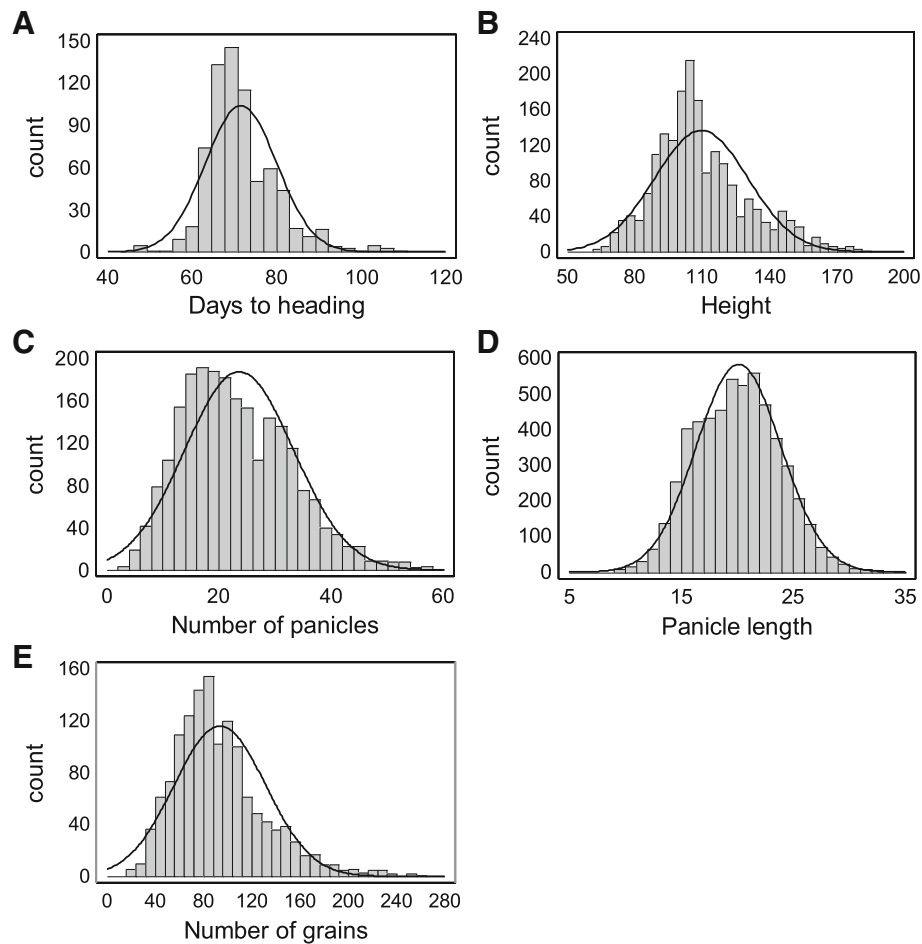 A
150
120
90
60
30
0
count
40 60 80 100 120
Days to heading
B
240
200
160
120
80
40
0
count
50 80 110 140 170 200
Height
C
200
160
120
80
40
0
count
0 20 40 60
Number of panicles
D
600
500
400
300
200
100
0
count
5 15 25 35
Panicle length
E
160
120
80
40
0
count
0 40 80 120 160 200 240 280
Number of grains